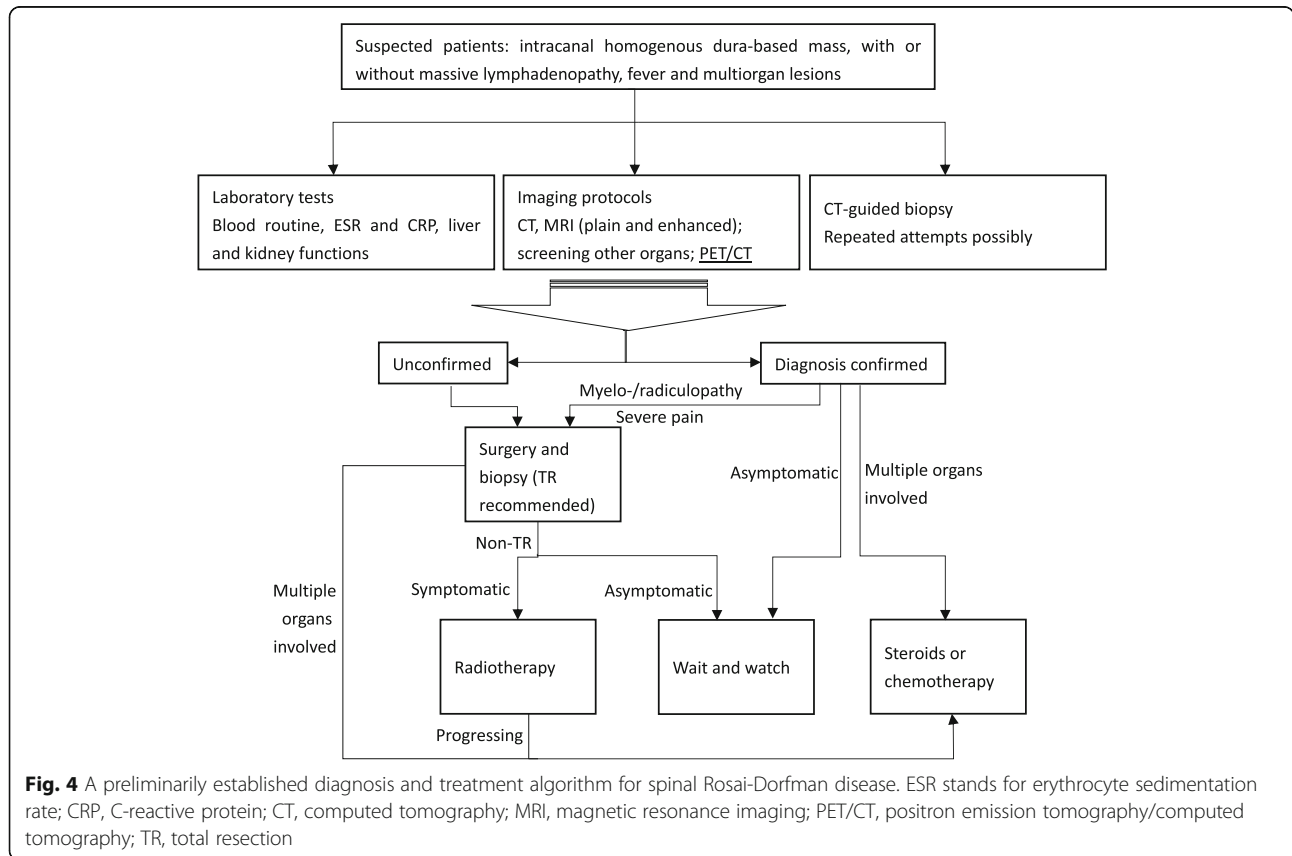 Suspected patients: intracanal homogenous dura-based mass, with or
without massive lymphadenopathy, fever and multiorgan lesions
Laboratory tests
Blood routine, ESR and CRP, liver
and kidney functions
Imaging protocols
CT, MRI (plain and enhanced);
screening other organs; PET/CT
CT-guided biopsy
Repeated attempts possibly
Unconfirmed
Diagnosis confirmed
Myelo-/radiculopathy
Severe pain
Surgery and
biopsy (TR
recommended)
Asymptomatic
Multiple organs
involved
Non-TR
Multiple
organs
involved
Symptomatic
Asymptomatic
Radiotherapy
Wait and watch
Steroids or
chemotherapy
Progressing
Fig. 4 A preliminarily established diagnosis and treatment algorithm for spinal Rosai-Dorfman disease. ESR stands for erythrocyte sedimentation
rate; CRP, C-reactive protein; CT, computed tomography; MRI, magnetic resonance imaging; PET/CT, positron emission tomography/computed
tomography; TR, total resection